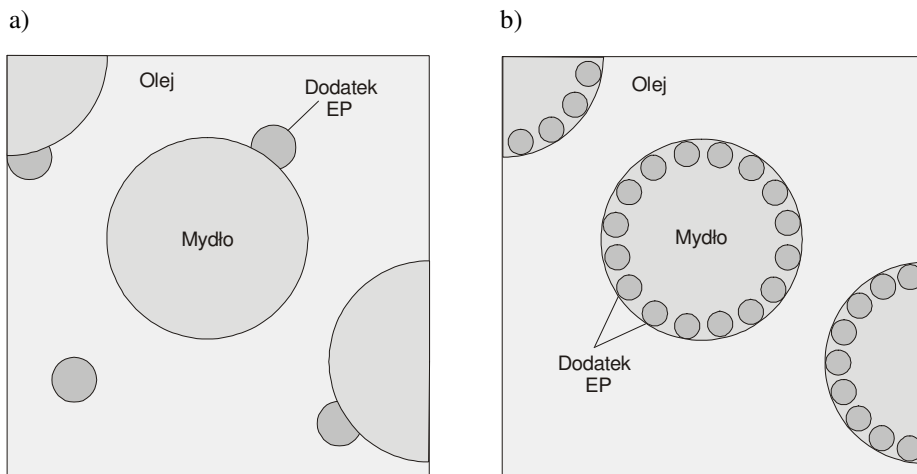 a)
Olej
Dodatek
EP
Mydło
b)
Olej
Mydło
Dodatek
EP